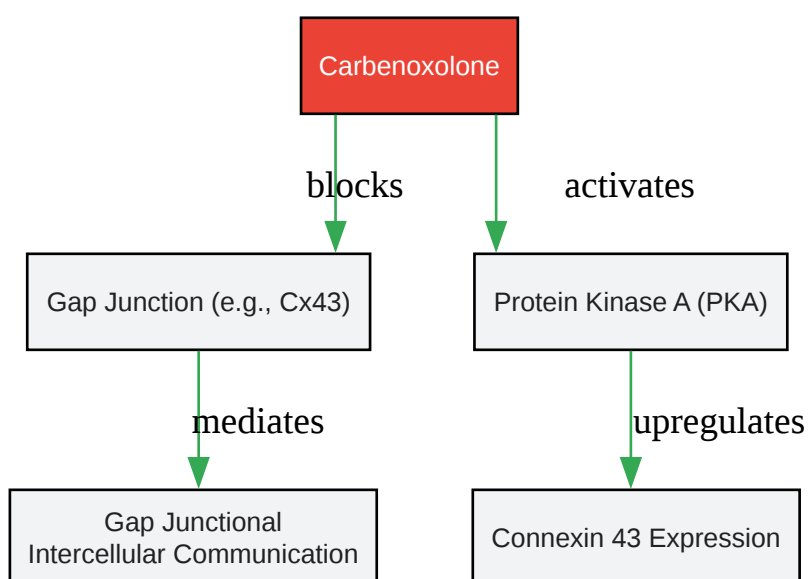 Carbenoxolone
blocks
activates
Gap Junction (e.g., Cx43)
Protein Kinase A (PKA)
mediates
upregulates
Gap Junctional
Intercellular Communication
Connexin 43 Expression